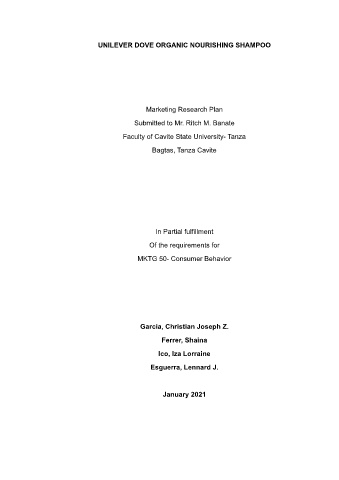 UNILEVER DOVE ORGANIC NOURISHING SHAMPOO
Marketing Research Plan
Submitted to Mr. Ritch M. Banate
Faculty of Cavite State University- Tanza
Bagtas, Tanza Cavite
In Partial fulfillment
Of the requirements for
MKTG 50- Consumer Behavior
Garcia, Christian Joseph Z.
Ferrer, Shaina
Ico, Iza Lorraine
Esguerra, Lennard J.
January 2021